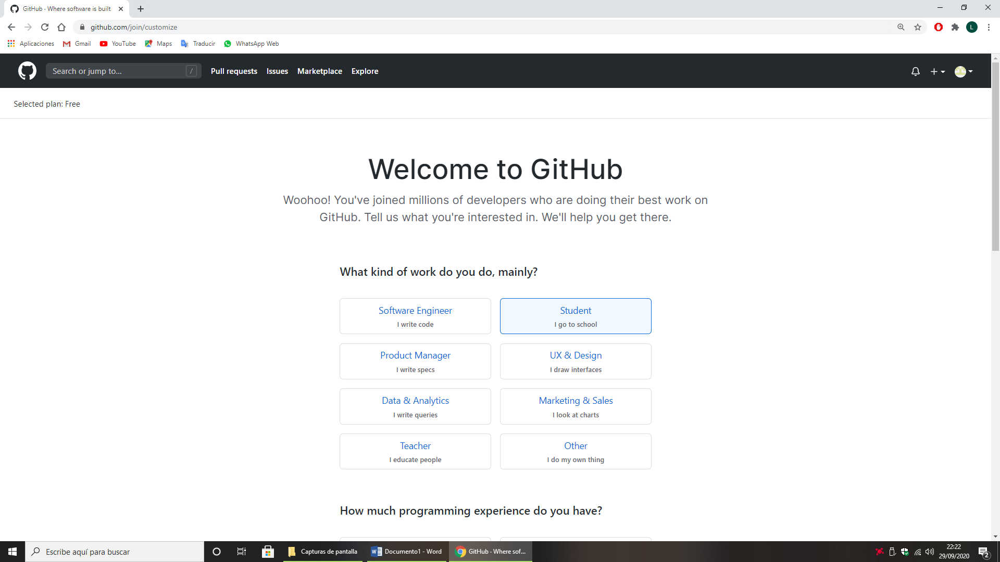 GitHub · Where software is built
github.com/join/customize
L
Aplicaciones
Gmail
YouTube
Maps
Traducir
WhatsApp Web
Search or jump to...
/
Pull requests
Issues
Marketplace
Explore
Selected plan: Free
Welcome to GitHub
Woohoo! You've joined millions of developers who are doing their best work on
GitHub. Tell us what you're interested in. We'll help you get there.
What kind of work do you do, mainly?
Software Engineer
I write code
Student
I go to school
Product Manager
I write specs
UX & Design
I draw interfaces
Data & Analytics
I write queries
Marketing & Sales
I look at charts
Teacher
I educate people
Other
I do my own thing
How much programming experience do you have?
Escribe aquí para buscar
Capturas de pantalla
Documento1 - Word
GitHub · Where sof...
22:22
29/09/2020
2